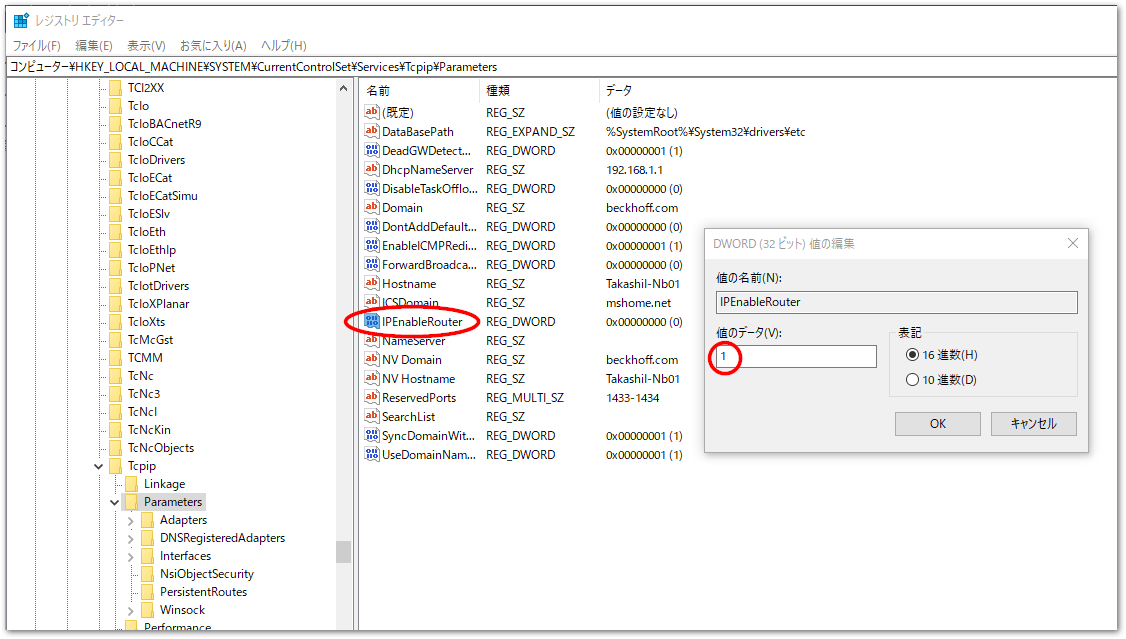 レジストリ エディター
ファイル(F) 編集(E) 表示(V) お気に入り(A) ヘルプ(H)
コンピューター¥HKEY_LOCAL_MACHINE¥SYSTEM¥CurrentControlSet¥Services¥Tcpip¥Parameters
TCI2XX
TcIo
TcIoBACnetR9
TcIoCCat
TcIoDrivers
TcIoECat
TcIoECatSimu
TcIoESlv
TcIoEth
TcIoEthIp
TcIoPNet
TcIotDrivers
TcIoXPlanar
TcIoXts
TcMcGst
TCMM
TcNc
TcNc3
TcNcI
TcNcKin
TcNcObjects
Tcpip
Linkage
Parameters
Adapters
DNSRegisteredAdapters
Interfaces
NsiObjectSecurity
PersistentRoutes
Winsock
Performance
名前 種類 データ
(既定) REG_SZ (値の設定なし)
DataBasePath REG_EXPAND_SZ %SystemRoot%¥System32¥drivers¥etc
DeadGWDetect... REG_DWORD 0x00000001 (1)
DhcpNameServer REG_SZ 192.168.1.1
DisableTaskOfflo... REG_DWORD 0x00000000 (0)
Domain REG_SZ beckhoff.com
DontAddDefault... REG_DWORD 0x00000000 (0)
EnableICMPRedi... REG_DWORD 0x00000001 (1)
ForwardBroadca... REG_DWORD 0x00000000 (0)
Hostname REG_SZ Takashil-Nb01
ICSDomain REG_SZ mshome.net
IPEnableRouter REG_DWORD 0x00000000 (0)
NameServer REG_SZ
NV Domain REG_SZ beckhoff.com
NV Hostname REG_SZ Takashil-Nb01
ReservedPorts REG_MULTI_SZ 1433-1434
SearchList REG_SZ
SyncDomainWit... REG_DWORD 0x00000001 (1)
UseDomainNam... REG_DWORD 0x00000001 (1)
DWORD (32 ビット) 値の編集
値の名前(N):
IPEnableRouter
値のデータ(V):
1
表記
16 進数(H)
10 進数(D)
OK キャンセル